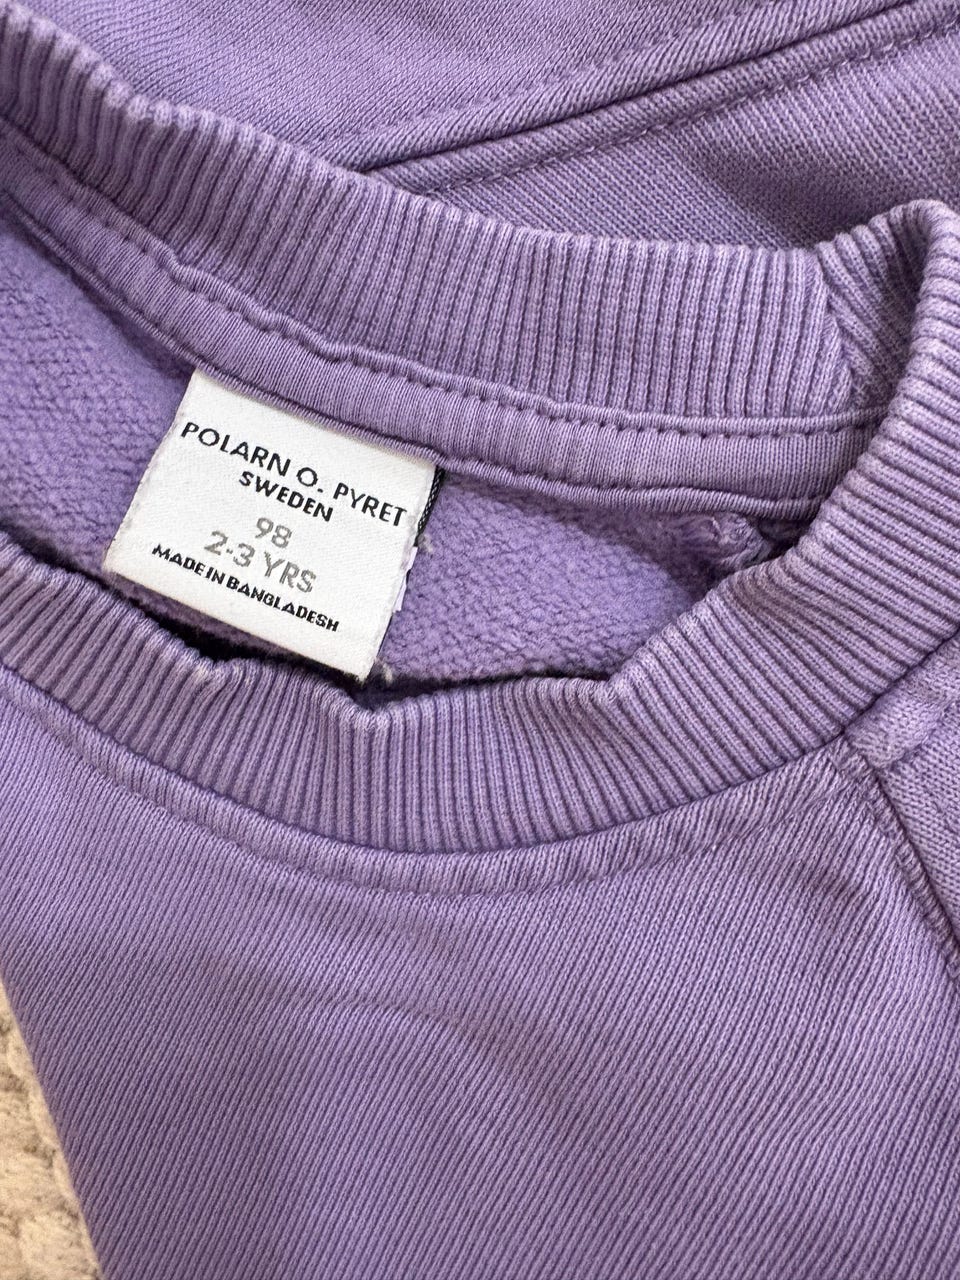 POLARN O. PYRET
SWEDEN
98
2-3 YRS
MADE IN BANGLADESH